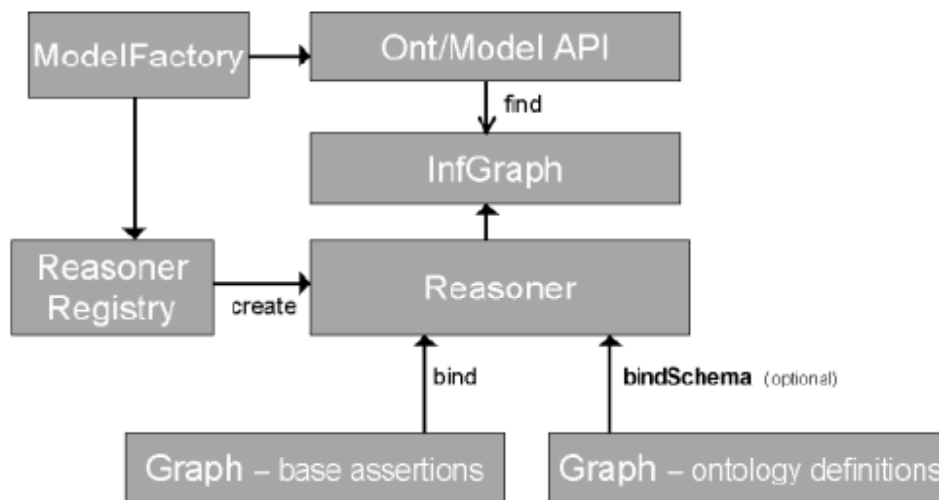 ModelFactory
Ont/Model API
find
InfGraph
Reasoner
Registry
create
Reasoner
bind
bindSchema (optional)
Graph – base assertions
Graph – ontology definitions